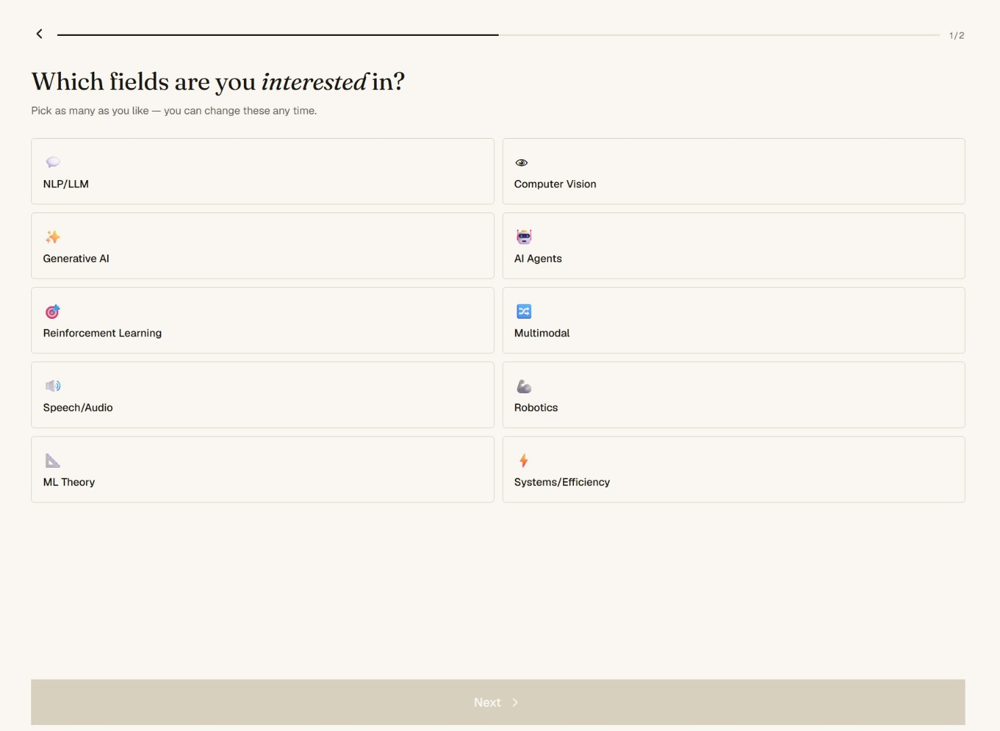 1/2
Which fields are you interested in?
Pick as many as you like — you can change these any time.
NLP/LLM
Computer Vision
Generative AI
AI Agents
Reinforcement Learning
Multimodal
Speech/Audio
Robotics
ML Theory
Systems/Efficiency
Next